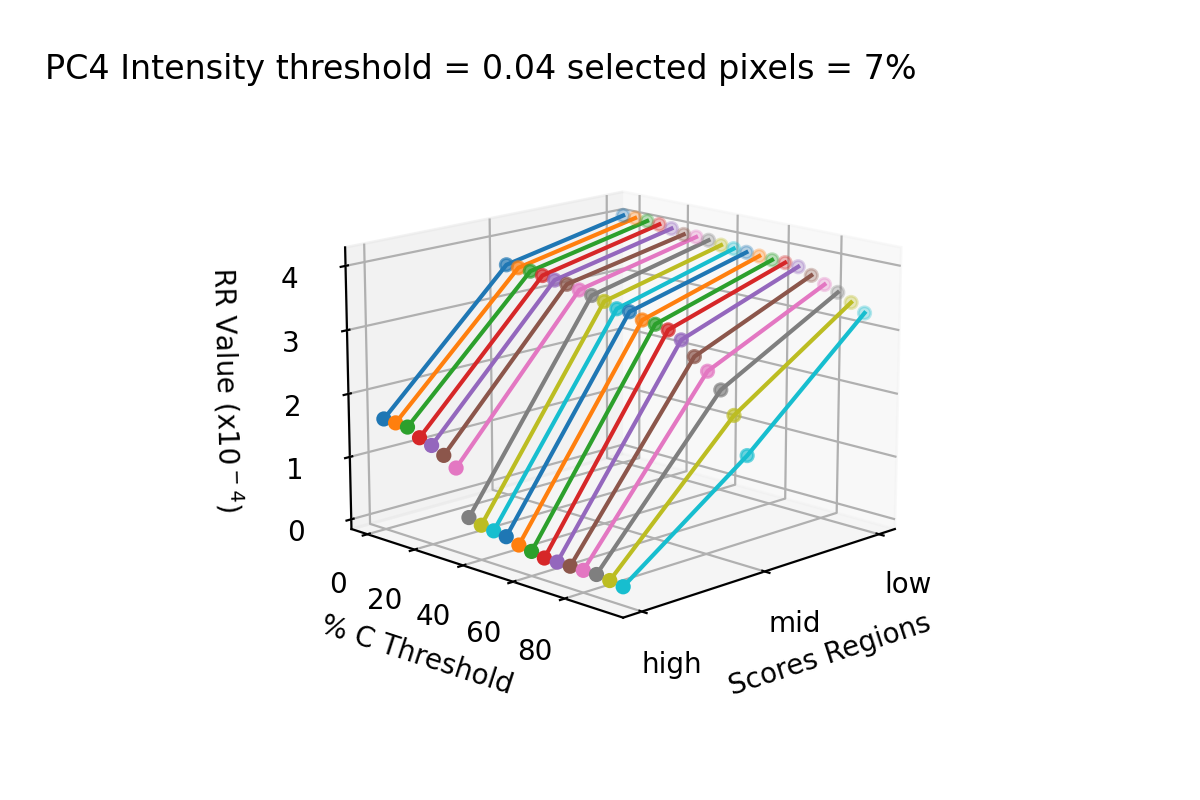 PC4 Intensity threshold = 0.04 selected pixels = 7%
RR Value (x10⁻⁴)
4
3
2
1
0
0
20
40
60
80
% C Threshold
low
mid
high
Scores Regions